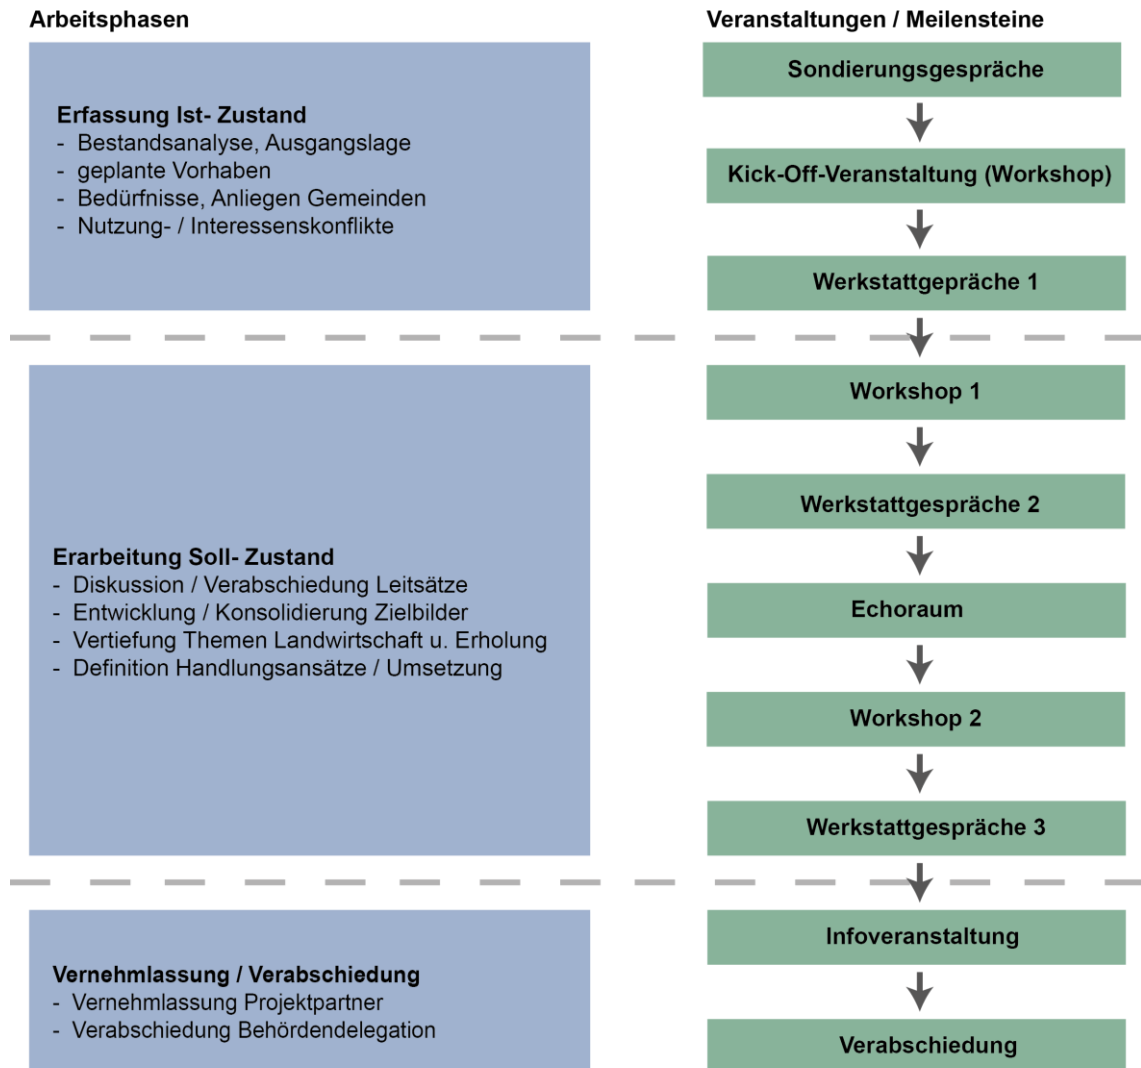 Arbeitsphasen
Erfassung Ist- Zustand
- Bestandsanalyse, Ausgangslage
- geplante Vorhaben
- Bedürfnisse, Anliegen Gemeinden
- Nutzung- / Interessenskonflikte
Erarbeitung Soll- Zustand
- Diskussion / Verabschiedung Leitsätze
- Entwicklung / Konsolidierung Zielbilder
- Vertiefung Themen Landwirtschaft u. Erholung
- Definition Handlungsansätze / Umsetzung
Vernehmlassung / Verabschiedung
- Vernehmlassung Projektpartner
- Verabschiedung Behördendelegation
Veranstaltungen / Meilensteine
Sondierungsgespräche
Kick-Off-Veranstaltung (Workshop)
Werkstattgepräche 1
Workshop 1
Werkstattgespräche 2
Echoraum
Workshop 2
Werkstattgespräche 3
Infoveranstaltung
Verabschiedung